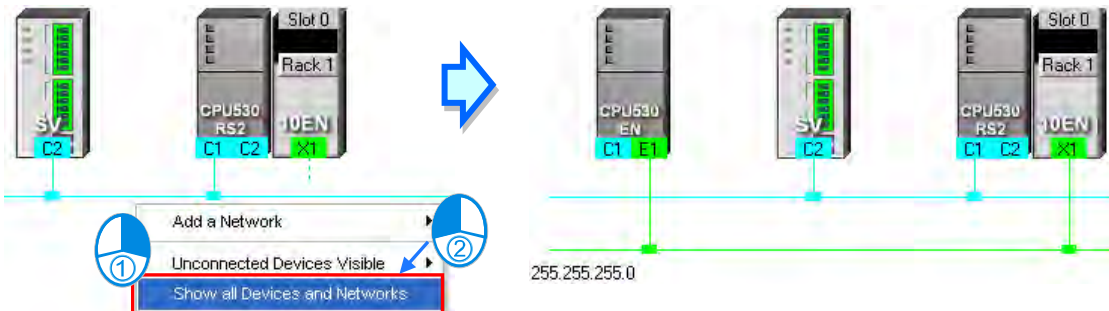 Slot 0
Rack 1
SV
C2
CPU530
RS2
C1 C2
10EN
X1
Add a Network
Unconnected Devices Visible
Show all Devices and Networks
1
2
CPU530
EN
C1 E1
SV
C2
CPU530
RS2
C1 C2
Slot 0
Rack 1
10EN
X1
255.255.255.0